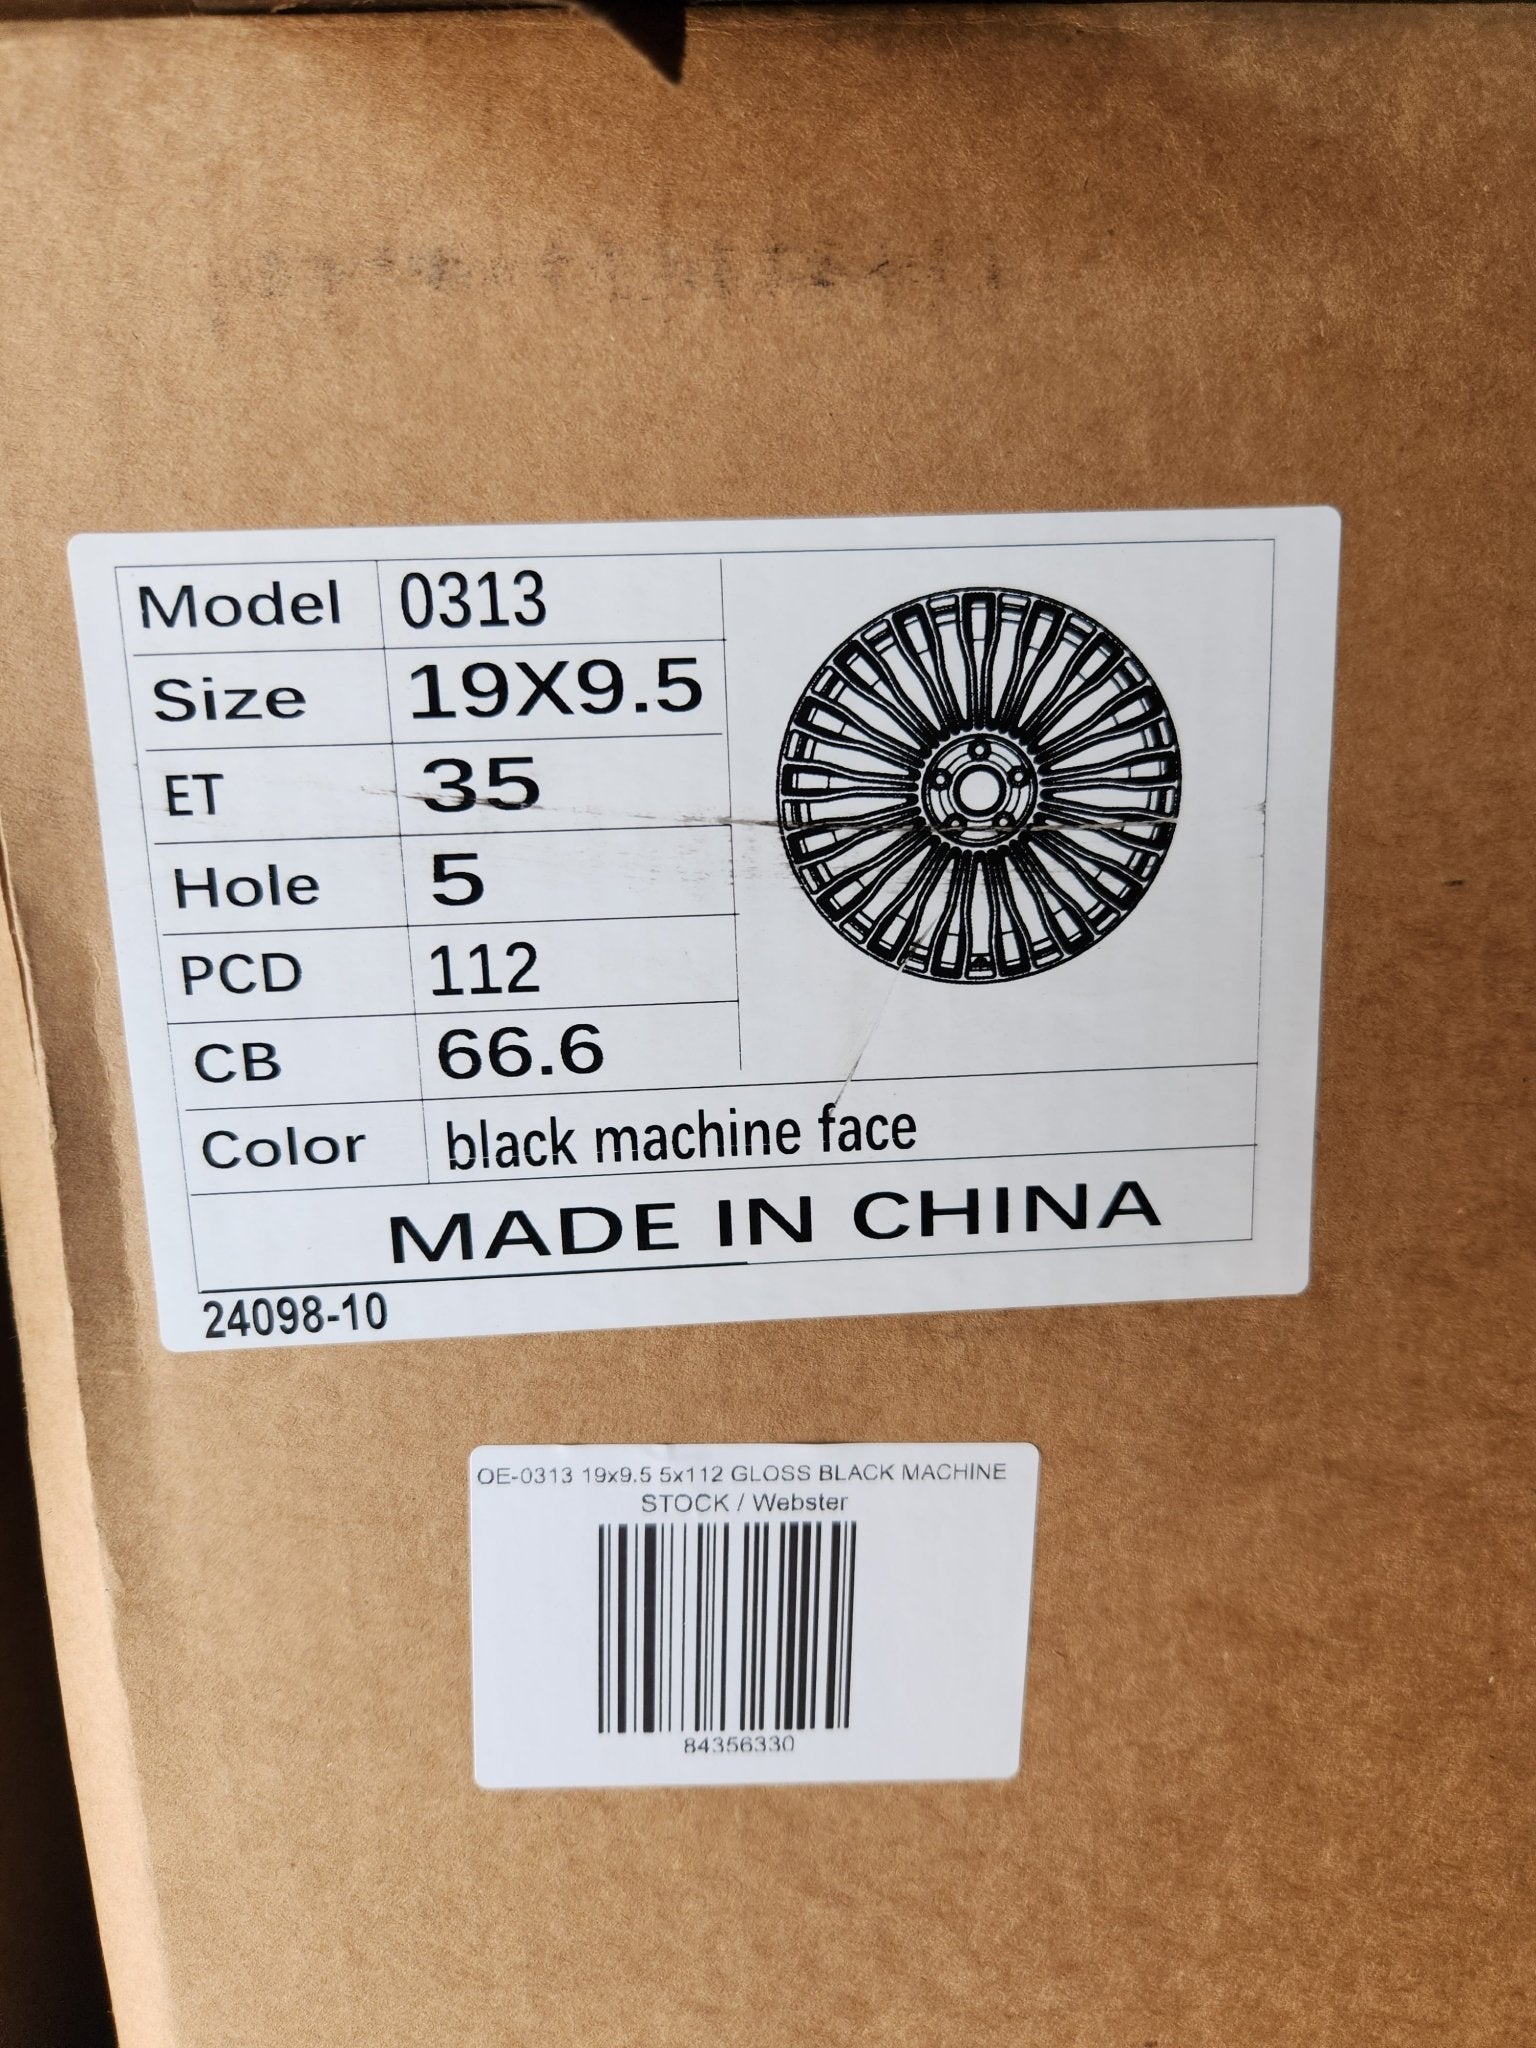 Model 0313
Size 19X9.5
ET 35
Hole 5
PCD 112
CB 66.6
Color black machine face
MADE IN CHINA
24098-10
OE-0313 19x9.5 5x112 GLOSS BLACK MACHINE
STOCK / Webster
84356330